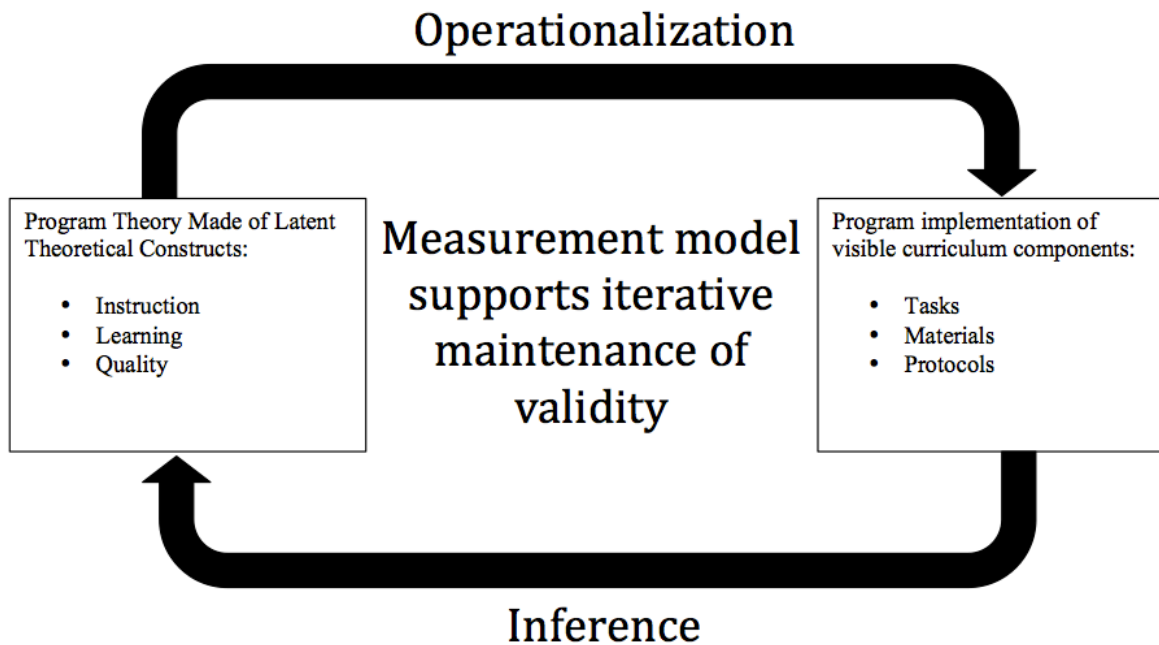 Operationalization
Program Theory Made of Latent
Theoretical Constructs:
• Instruction
• Learning
• Quality
Measurement model
supports iterative
maintenance of
validity
Program implementation of
visible curriculum components:
• Tasks
• Materials
• Protocols
Inference